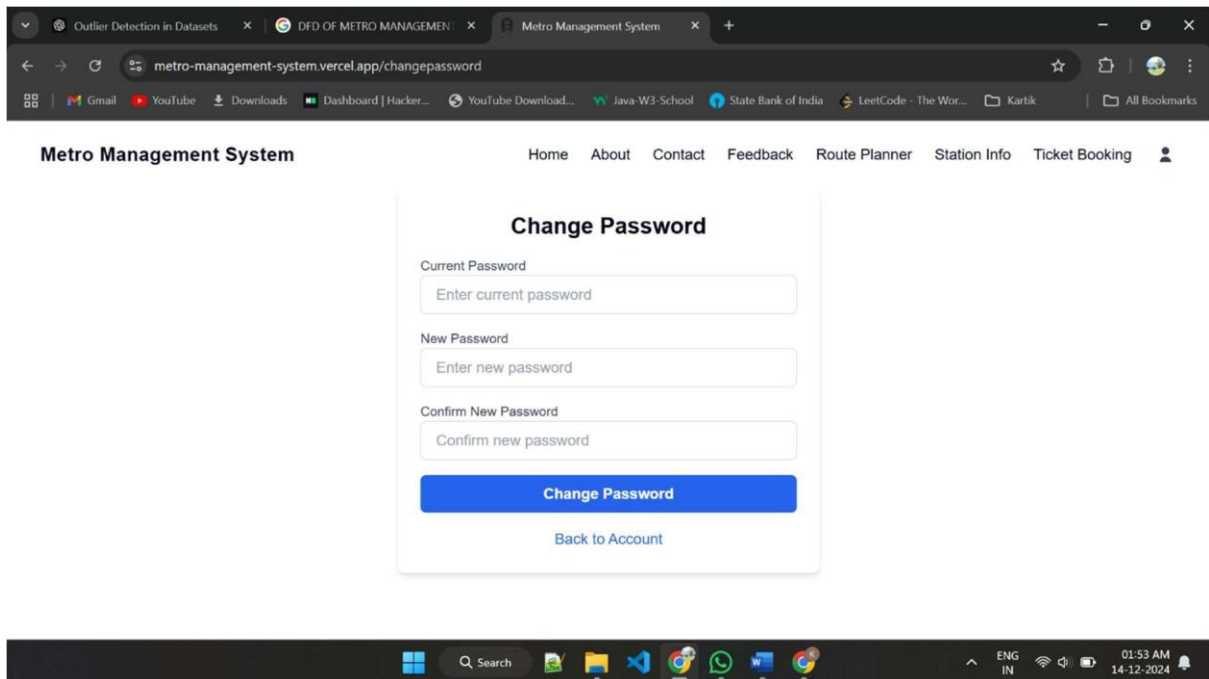 Outlier Detection in Datasets
DFD OF METRO MANAGEMENT
Metro Management System
metro-management-system.vercel.app/changepassword
Gmail YouTube Downloads Dashboard | Hacker... YouTube Download... Java-W3-School State Bank of India LeetCode - The Wor... Kartik All Bookmarks
Metro Management System Home About Contact Feedback Route Planner Station Info Ticket Booking
Change Password
Current Password
Enter current password
New Password
Enter new password
Confirm New Password
Confirm new password
Change Password
Back to Account
Search
ENG
IN
01:53 AM
14-12-2024